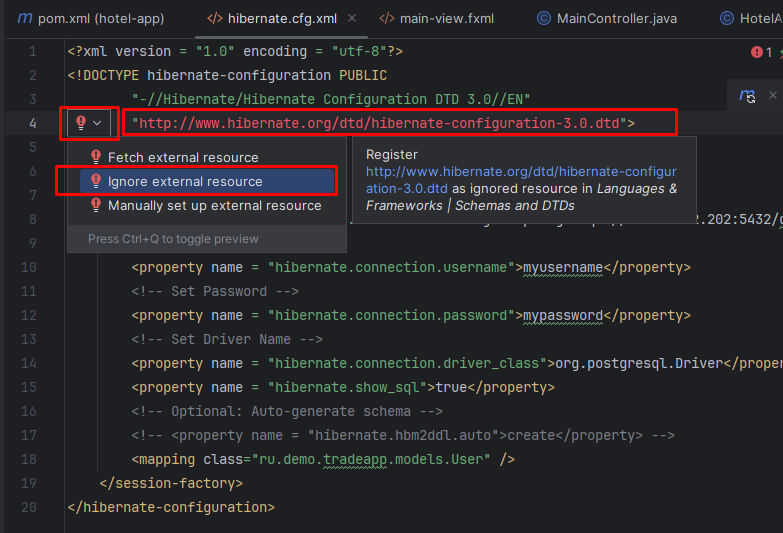 pom.xml (hotel-app)
hibernate.cfg.xml
main-view.fxml
MainController.java
HotelA
1 <?xml version = "1.0" encoding = "utf-8"?>
1
2 <!DOCTYPE hibernate-configuration PUBLIC
3 "-//Hibernate/Hibernate Configuration DTD 3.0//EN"
4 "http://www.hibernate.org/dtd/hibernate-configuration-3.0.dtd">
5
Fetch external resource
6
Ignore external resource
7
Manually set up external resource
Press Ctrl+Q to toggle preview
Register
http://www.hibernate.org/dtd/hibernate-configur
ation-3.0.dtd as ignored resource in Languages &
Frameworks | Schemas and DTDs
8 2.202:5432/
9
10 <property name = "hibernate.connection.username">myusername</property>
11 <!-- Set Password -->
12 <property name = "hibernate.connection.password">mypassword</property>
13 <!-- Set Driver Name -->
14 <property name = "hibernate.connection.driver_class">org.postgresql.Driver</proper
15 <property name = "hibernate.show_sql">true</property>
16 <!-- Optional: Auto-generate schema -->
17 <!-- <property name = "hibernate.hbm2ddl.auto">create</property> -->
18 <mapping class="ru.demo.tradeapp.models.User" />
19 </session-factory>
20 </hibernate-configuration>